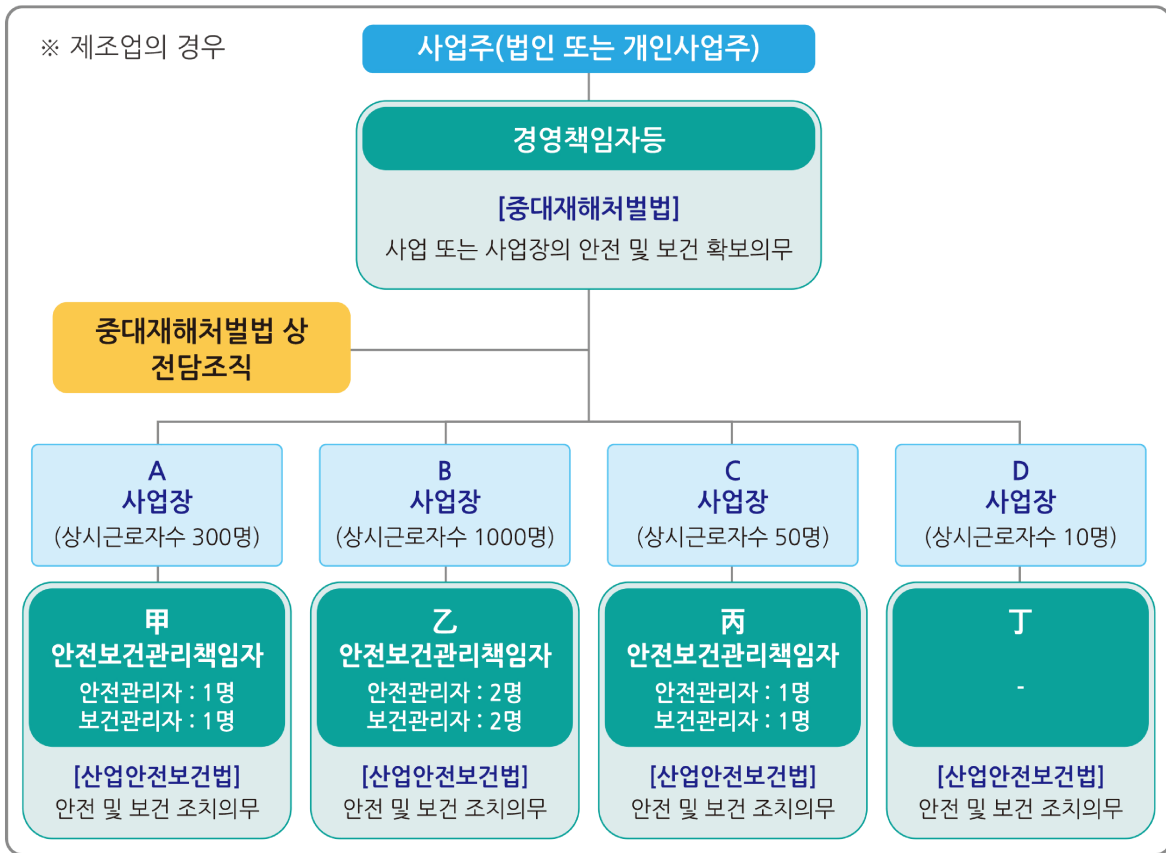 ※ 제조업의 경우
사업주(법인 또는 개인사업주)
경영책임자등
[중대재해처벌법]
사업 또는 사업장의 안전 및 보건 확보의무
중대재해처벌법 상
전담조직
A
사업장
(상시근로자수 300명)
B
사업장
(상시근로자수 1000명)
C
사업장
(상시근로자수 50명)
D
사업장
(상시근로자수 10명)
甲
안전보건관리책임자
안전관리자 : 1명
보건관리자 : 1명
[산업안전보건법]
안전 및 보건 조치의무
乙
안전보건관리책임자
안전관리자 : 2명
보건관리자 : 2명
[산업안전보건법]
안전 및 보건 조치의무
丙
안전보건관리책임자
안전관리자 : 1명
보건관리자 : 1명
[산업안전보건법]
안전 및 보건 조치의무
丁
-
[산업안전보건법]
안전 및 보건 조치의무